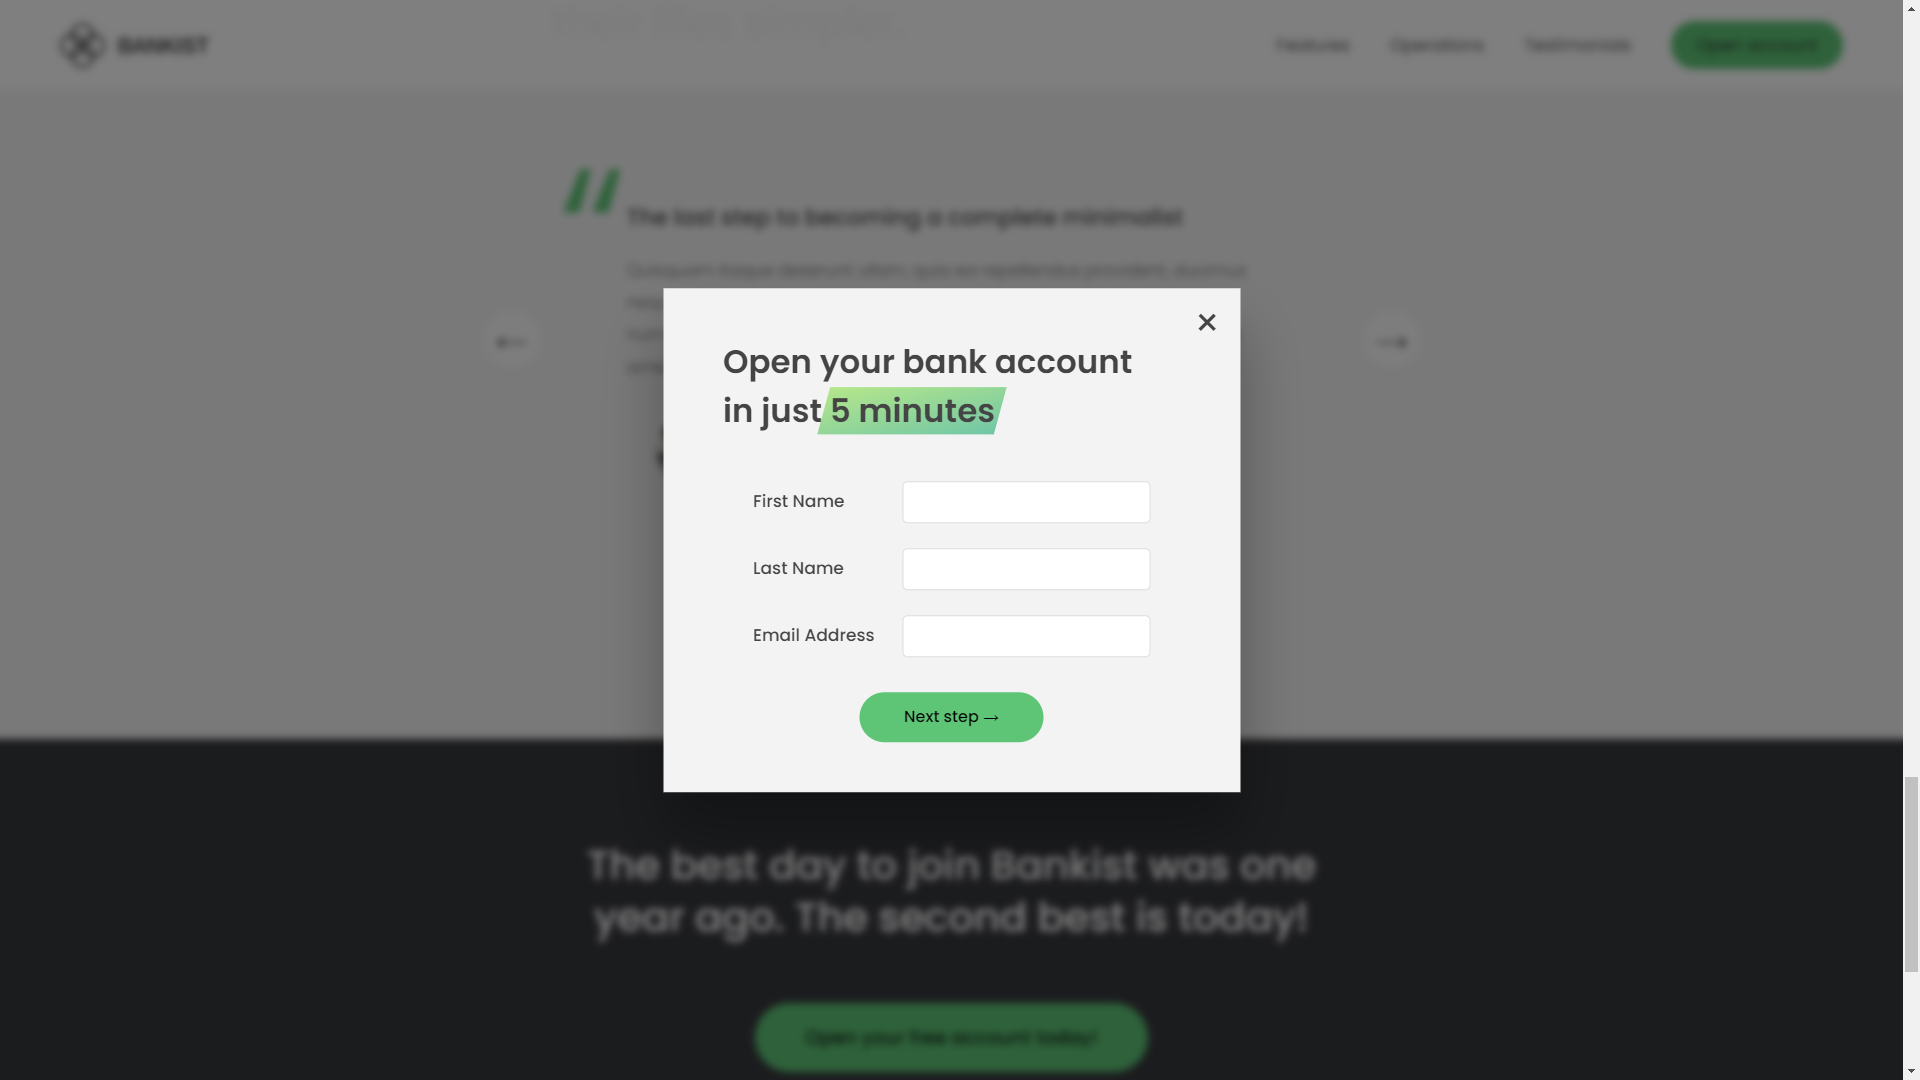 BANKIST
Features
Operations
Testimonials
Open account
The last step to becoming a complete minimalist
Quisquam itaque deserunt ullam, quia ea repellendus provident, ducimus
×
Open your bank account
in just 5 minutes
First Name
Last Name
Email Address
Next step →
The best day to join Bankist was one
year ago. The second best is today!
Open your free account today!